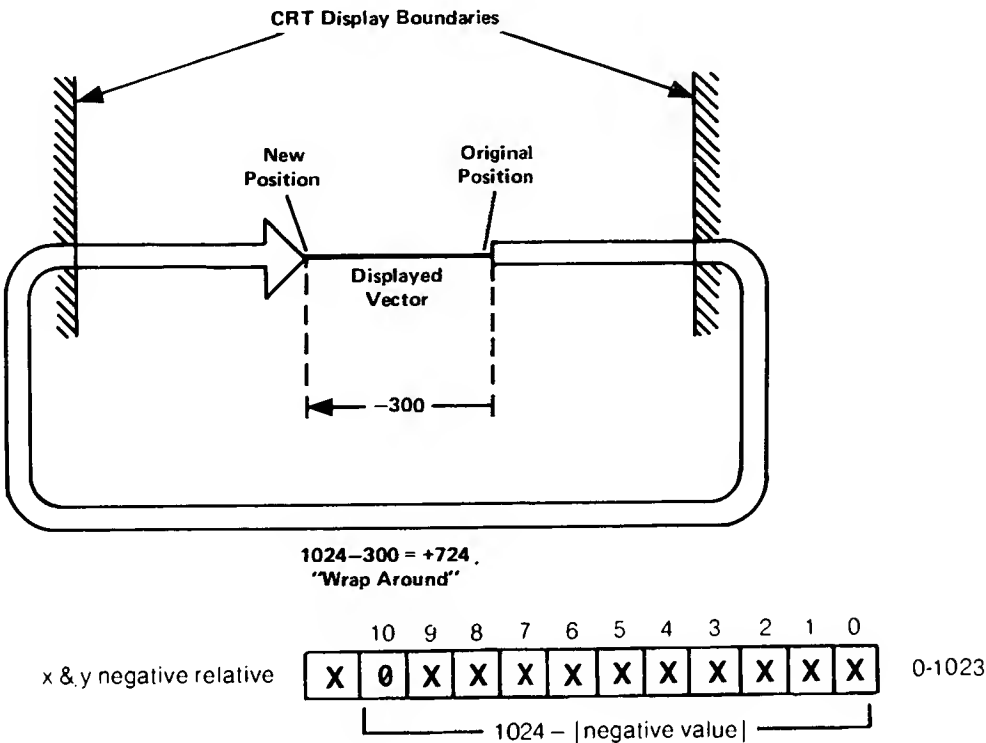 CRT Display Boundaries
New
Position
Original
Position
Displayed
Vector
−300
1024−300 = +724.
"Wrap Around"
10 9 8 7 6 5 4 3 2 1 0
x & y negative relative X 0 X X X X X X X X X X 0-1023
1024 − |negative value|